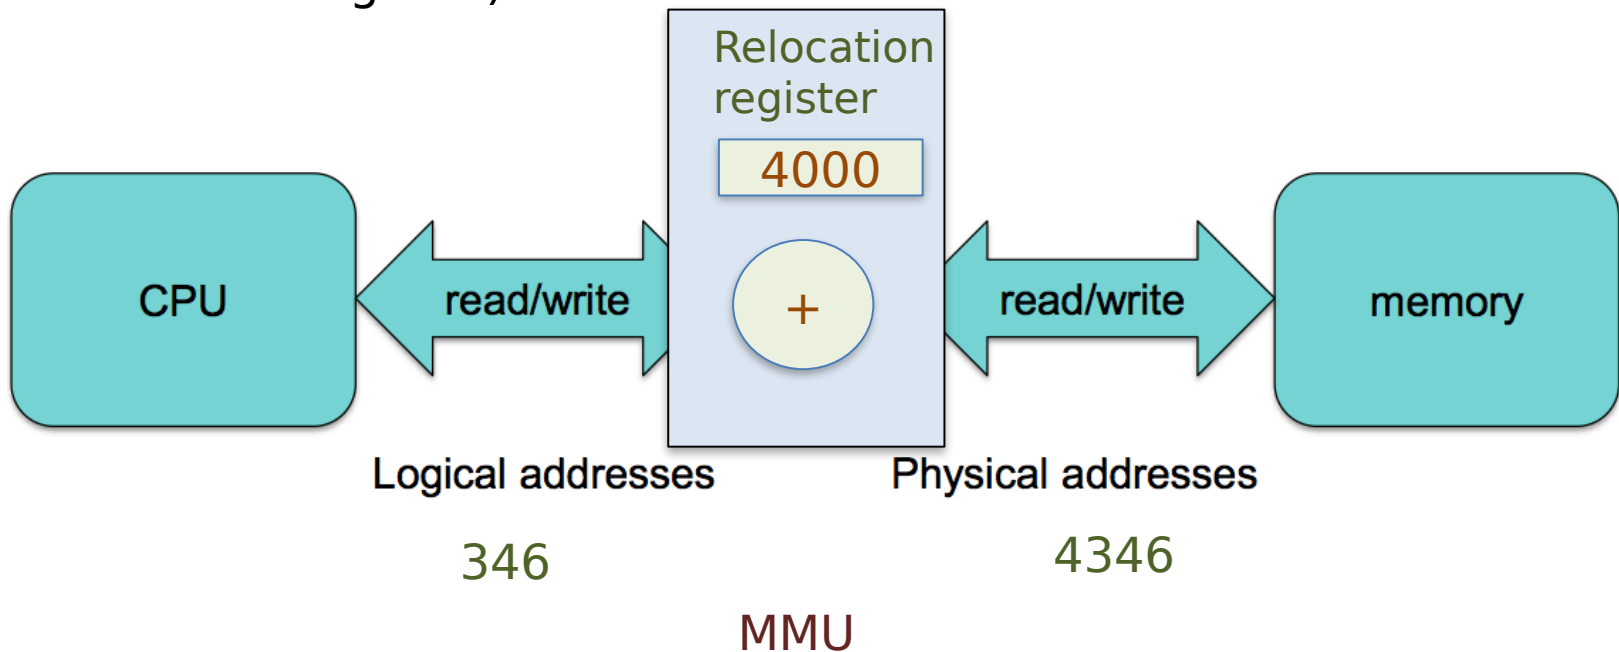 Relocation
register
4000
CPU
read/write
+
read/write
memory
Logical addresses
Physical addresses
346
4346
MMU